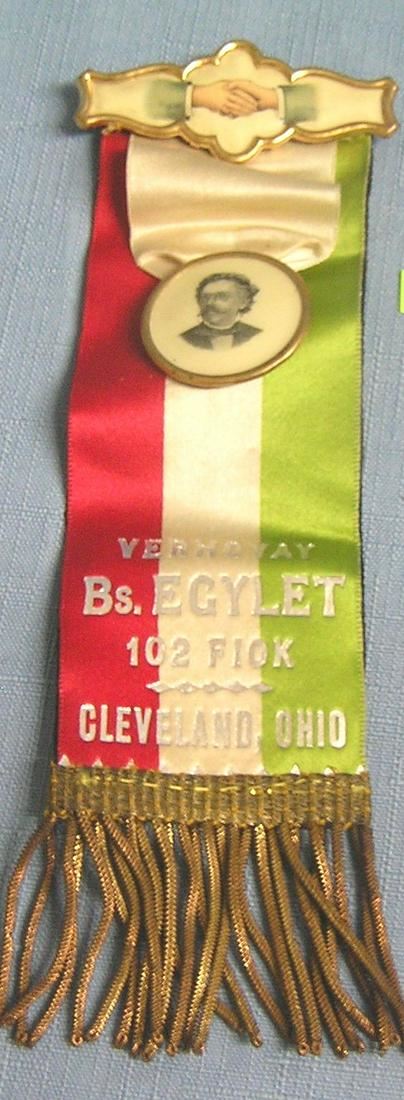 VERHOVAY
Bs. EGYLET
102 FIOK
CLEVELAND, OHIO